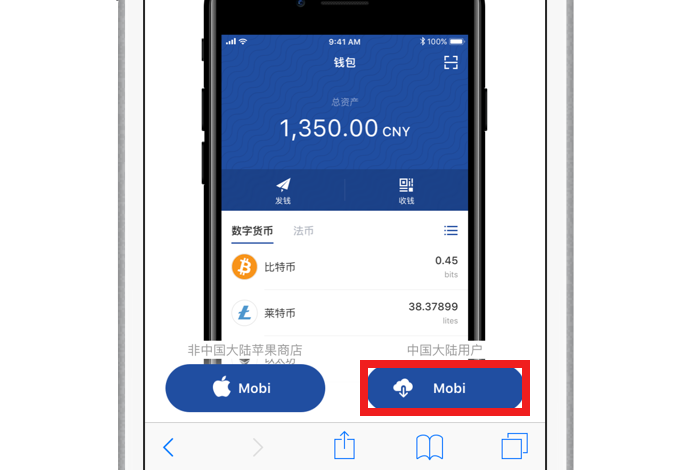 9:41 AM
100%
钱包
总资产
1,350.00 CNY
发钱
收钱
数字货币
法币
比特币
0.45
bits
莱特币
38.37899
lites
非中国大陆苹果商店
中国大陆用户
Mobi
Mobi